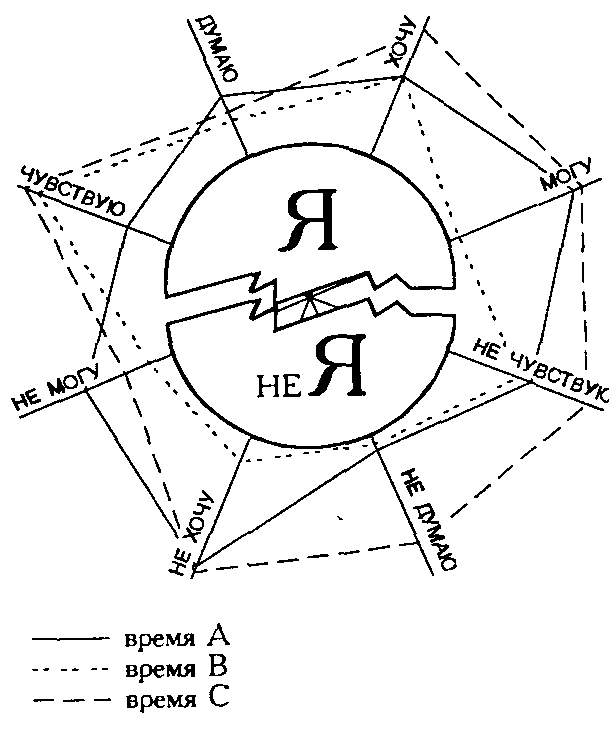 ДУМАЮ
ХОЧУ
ЧУВСТВУЮ
МОГУ
Я
НЕ Я
НЕ МОГУ
НЕ ЧУВСТВУЮ
НЕ ХОЧУ
НЕ ДУМАЮ
время A
время B
время C